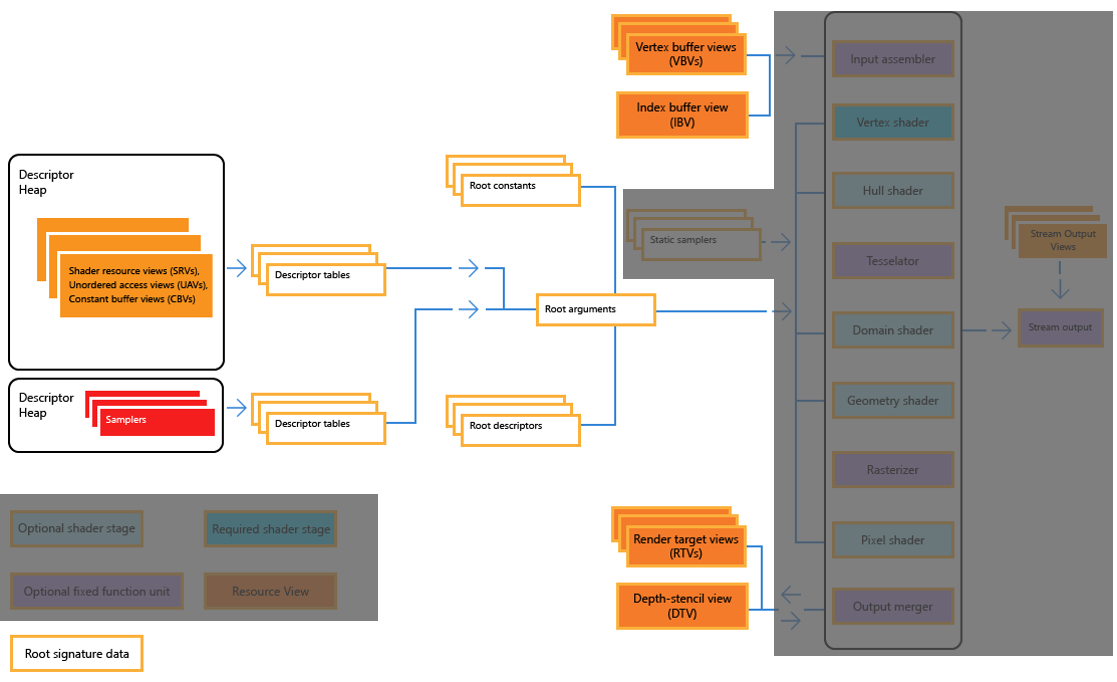 Vertex buffer views
(VBVs)
Index buffer view
(IBV)
Input assembler
Vertex shader
Hull shader
Tesselator
Domain shader
Geometry shader
Rasterizer
Pixel shader
Output merger
Stream Output
Views
Stream output
Descriptor
Heap
Shader resource views (SRVs),
Unordered access views (UAVs),
Constant buffer views (CBVs)
Descriptor tables
Root constants
Static samplers
Root arguments
Descriptor
Heap
Samplers
Descriptor tables
Root descriptors
Render target views
(RTVs)
Depth-stencil view
(DTV)
Optional shader stage
Required shader stage
Optional fixed function unit
Resource View
Root signature data